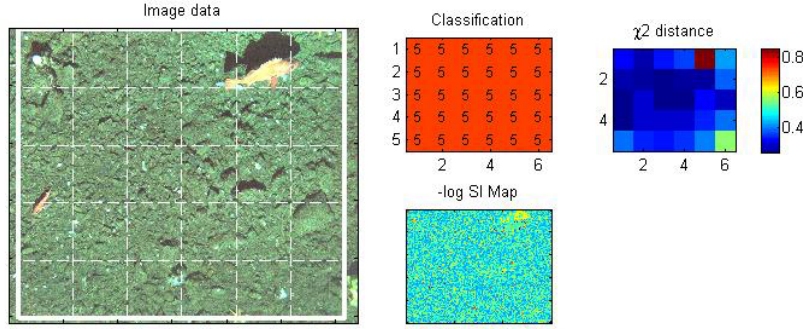 Image data
Classification
1 5 5 5 5 5 5
2 5 5 5 5 5 5
3 5 5 5 5 5 5
4 5 5 5 5 5 5
5 5 5 5 5 5 5
2 4 6
χ2 distance
2
4
2 4 6
0.8
0.6
0.4
-log SI Map